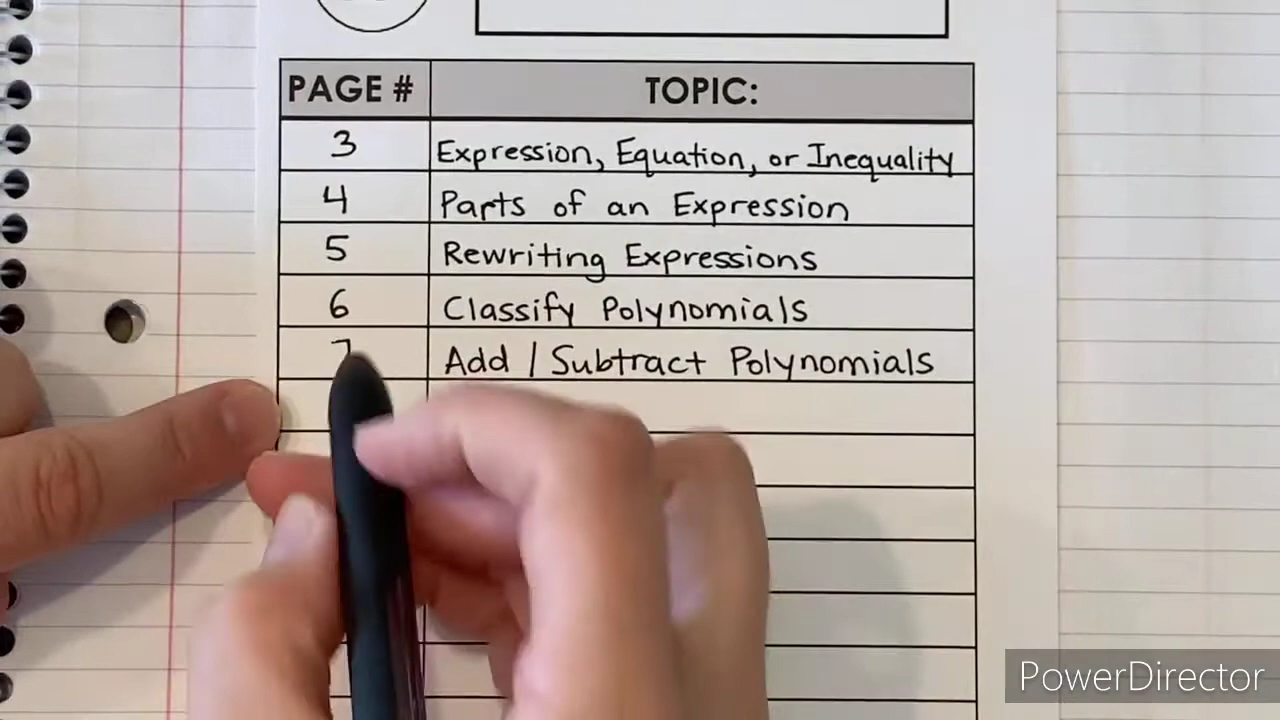 PAGE # TOPIC:
3 Expression, Equation, or Inequality
4 Parts of an Expression
5 Rewriting Expressions
6 Classify Polynomials
7 Add / Subtract Polynomials
PowerDirector